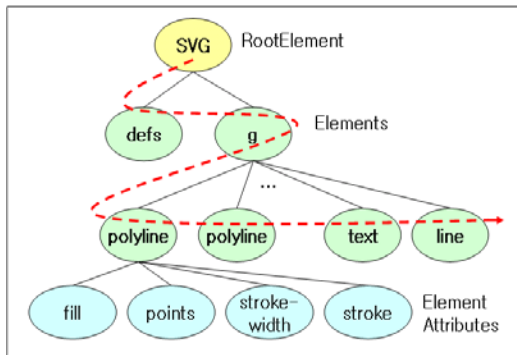 SVG
RootElement
defs
g
Elements
...
polyline
polyline
text
line
fill
points
stroke-
width
stroke
Element
Attributes